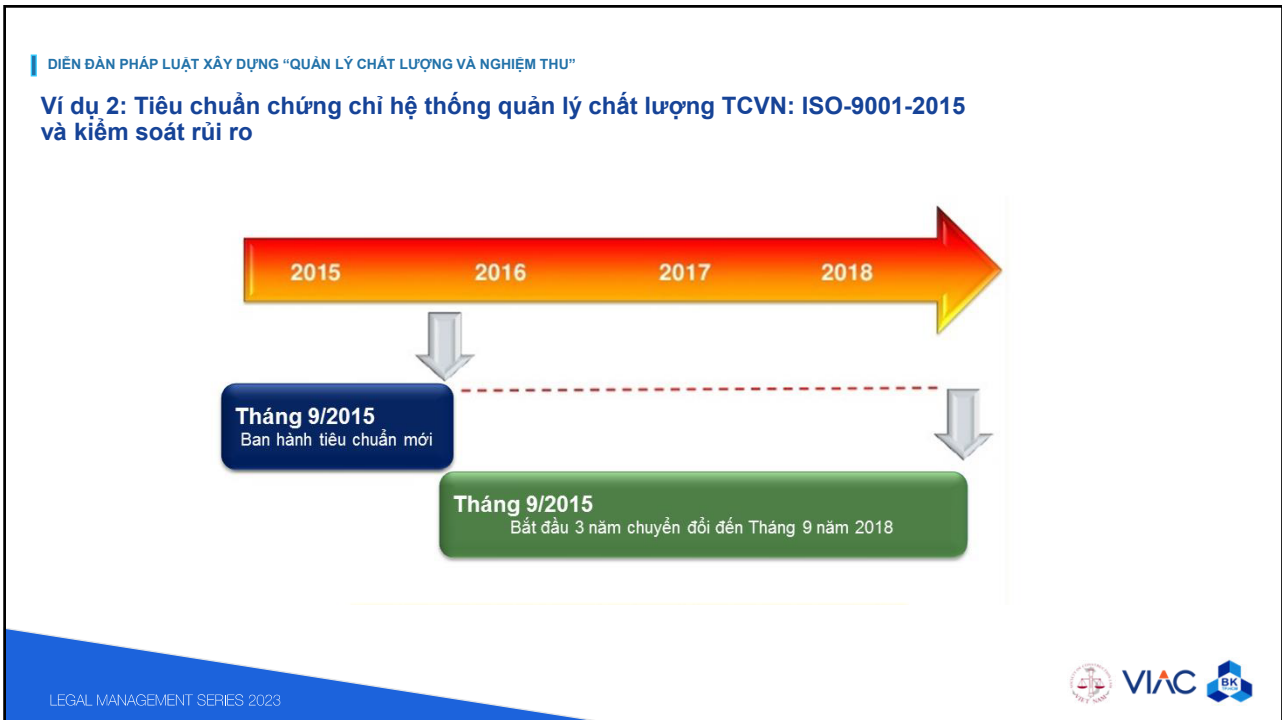 DIỄN ĐÀN PHÁP LUẬT XÂY DỰNG “QUẢN LÝ CHẤT LƯỢNG VÀ NGHIỆM THU”
Ví dụ 2: Tiêu chuẩn chứng chỉ hệ thống quản lý chất lượng TCVN: ISO-9001-2015
và kiểm soát rủi ro
2015 2016 2017 2018
Tháng 9/2015
Ban hành tiêu chuẩn mới
Tháng 9/2015
Bắt đầu 3 năm chuyển đổi đến Tháng 9 năm 2018
LEGAL MANAGEMENT SERIES 2023
VIAC
BK